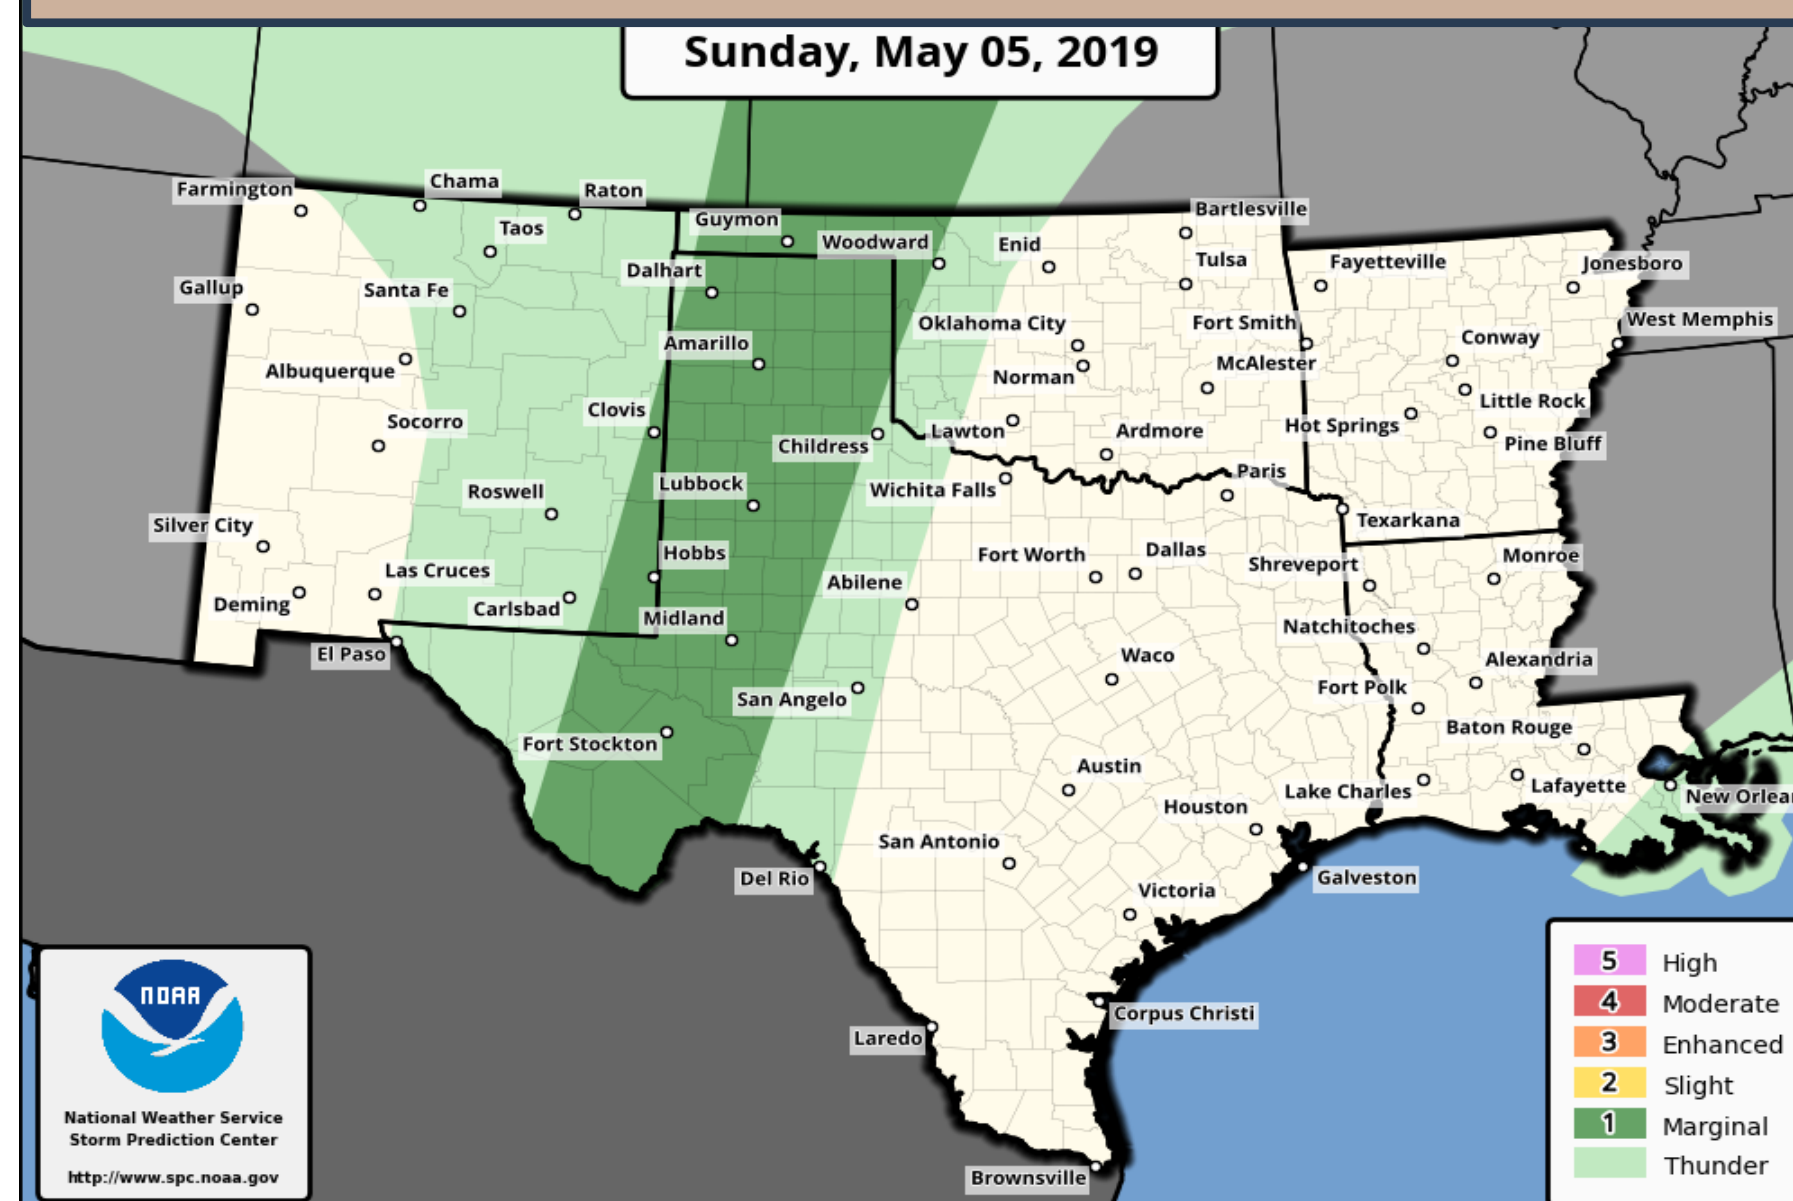 Sunday, May 05, 2019
Farmington
Chama
Raton
Taos
Guymon
Woodward
Enid
Bartlesville
Tulsa
Fayetteville
Jonesboro
Gallup
Santa Fe
Dalhart
Oklahoma City
Fort Smith
West Memphis
Amarillo
Conway
Albuquerque
Norman
McAlester
Clovis
Little Rock
Socorro
Childress
Lawton
Ardmore
Hot Springs
Pine Bluff
Roswell
Lubbock
Wichita Falls
Paris
Silver City
Texarkana
Hobbs
Fort Worth
Dallas
Shreveport
Monroe
Las Cruces
Abilene
Deming
Carlsbad
Midland
Natchitoches
El Paso
Waco
Alexandria
San Angelo
Fort Polk
Fort Stockton
Baton Rouge
Austin
Houston
Lake Charles
Lafayette
New Orlea
San Antonio
Del Rio
Victoria
Galveston
Corpus Christi
Laredo
Brownsville
NOAA
National Weather Service
Storm Prediction Center
http://www.spc.noaa.gov
5 High
4 Moderate
3 Enhanced
2 Slight
1 Marginal
Thunder